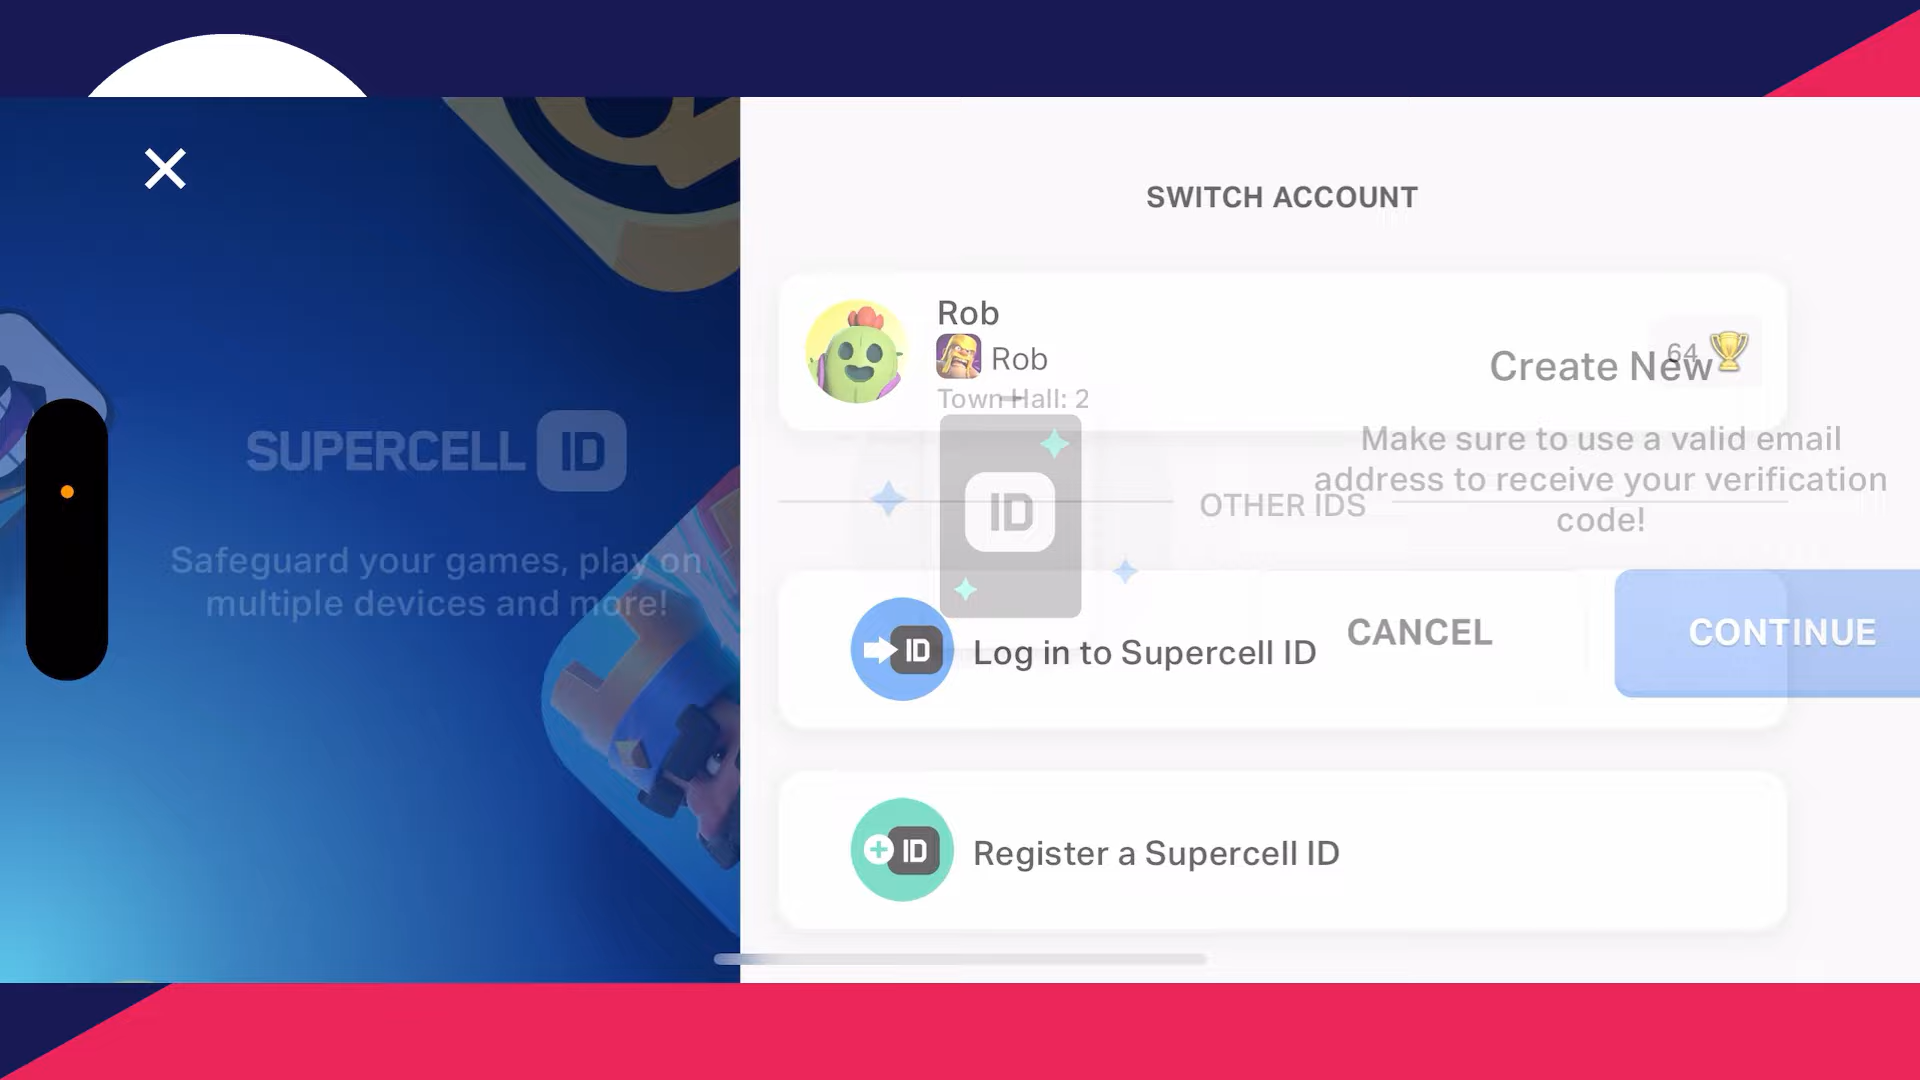 SWITCH ACCOUNT
Rob
Rob
Town Hall: 2
64
Create New
Make sure to use a valid email
address to receive your verification
code!
SUPERCELL ID
Safeguard your games, play on
multiple devices and more!
OTHER IDS
ID
CANCEL
CONTINUE
ID
Log in to Supercell ID
ID
Register a Supercell ID